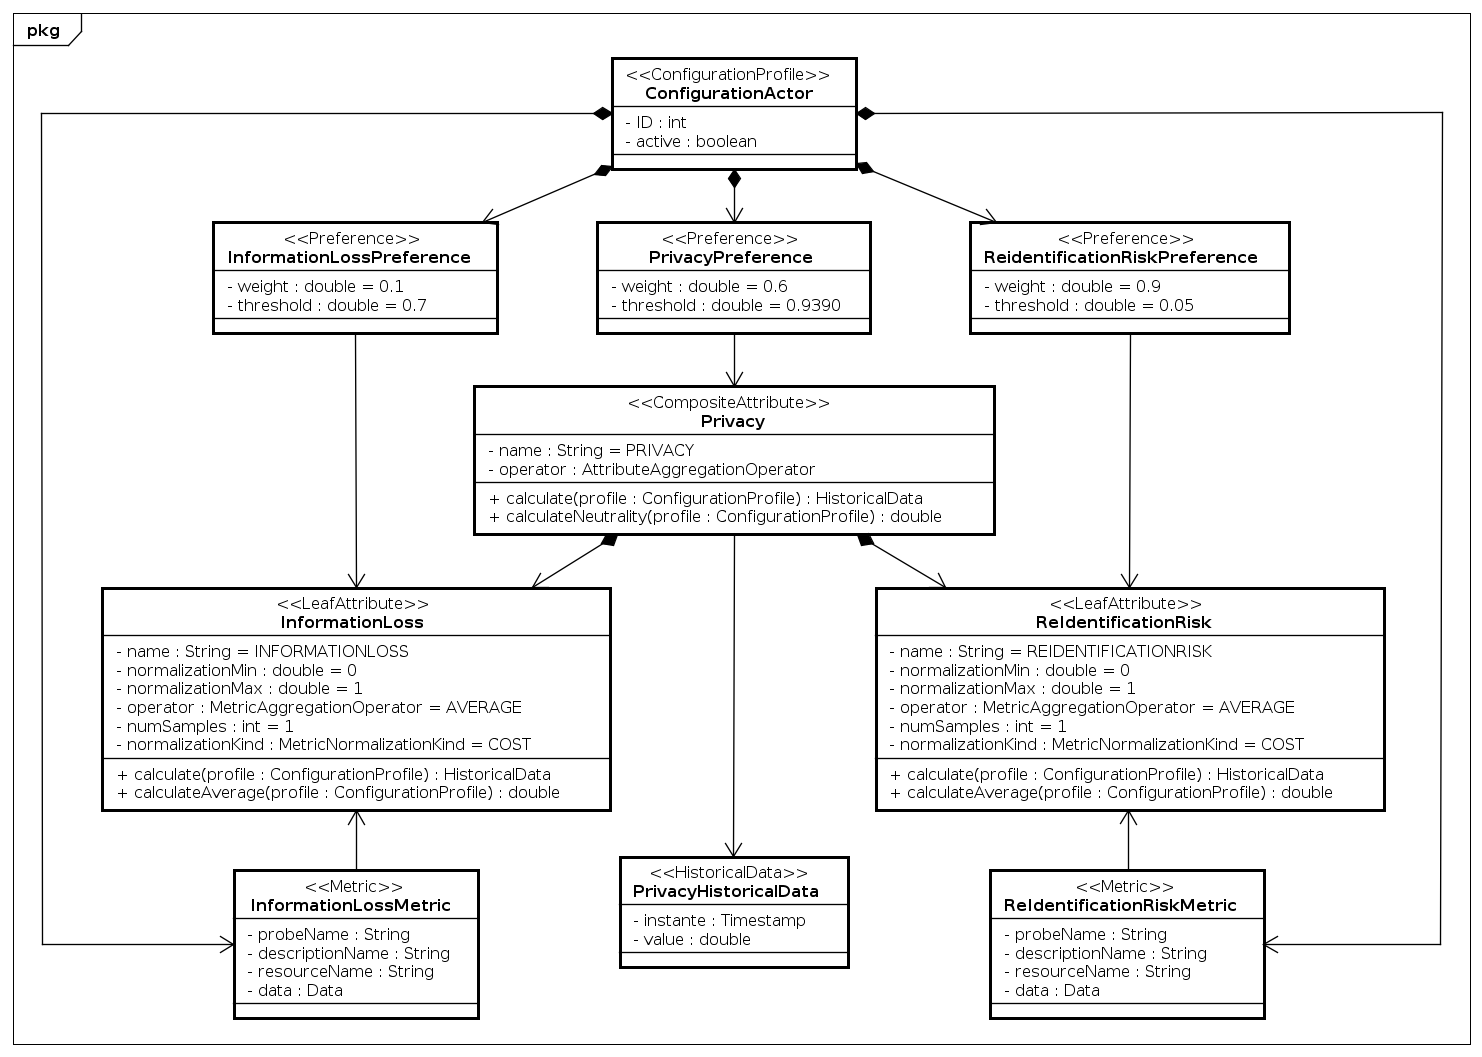 pkg
<<ConfigurationProfile>>
ConfigurationActor
- ID : int
- active : boolean
<<Preference>>
InformationLossPreference
- weight : double = 0.1
- threshold : double = 0.7
<<Preference>>
PrivacyPreference
- weight : double = 0.6
- threshold : double = 0.9390
<<Preference>>
ReidentificationRiskPreference
- weight : double = 0.9
- threshold : double = 0.05
<<CompositeAttribute>>
Privacy
- name : String = PRIVACY
- operator : AttributeAggregationOperator
+ calculate(profile : ConfigurationProfile) : HistoricalData
+ calculateNeutrality(profile : ConfigurationProfile) : double
<<LeafAttribute>>
InformationLoss
- name : String = INFORMATIONLOSS
- normalizationMin : double = 0
- normalizationMax : double = 1
- operator : MetricAggregationOperator = AVERAGE
- numSamples : int = 1
- normalizationKind : MetricNormalizationKind = COST
+ calculate(profile : ConfigurationProfile) : HistoricalData
+ calculateAverage(profile : ConfigurationProfile) : double
<<LeafAttribute>>
ReIdentificationRisk
- name : String = REIDENTIFICATIONRISK
- normalizationMin : double = 0
- normalizationMax : double = 1
- operator : MetricAggregationOperator = AVERAGE
- numSamples : int = 1
- normalizationKind : MetricNormalizationKind = COST
+ calculate(profile : ConfigurationProfile) : HistoricalData
+ calculateAverage(profile : ConfigurationProfile) : double
<<Metric>>
InformationLossMetric
- probeName : String
- descriptionName : String
- resourceName : String
- data : Data
<<HistoricalData>>
PrivacyHistoricalData
- instante : Timestamp
- value : double
<<Metric>>
ReIdentificationRiskMetric
- probeName : String
- descriptionName : String
- resourceName : String
- data : Data